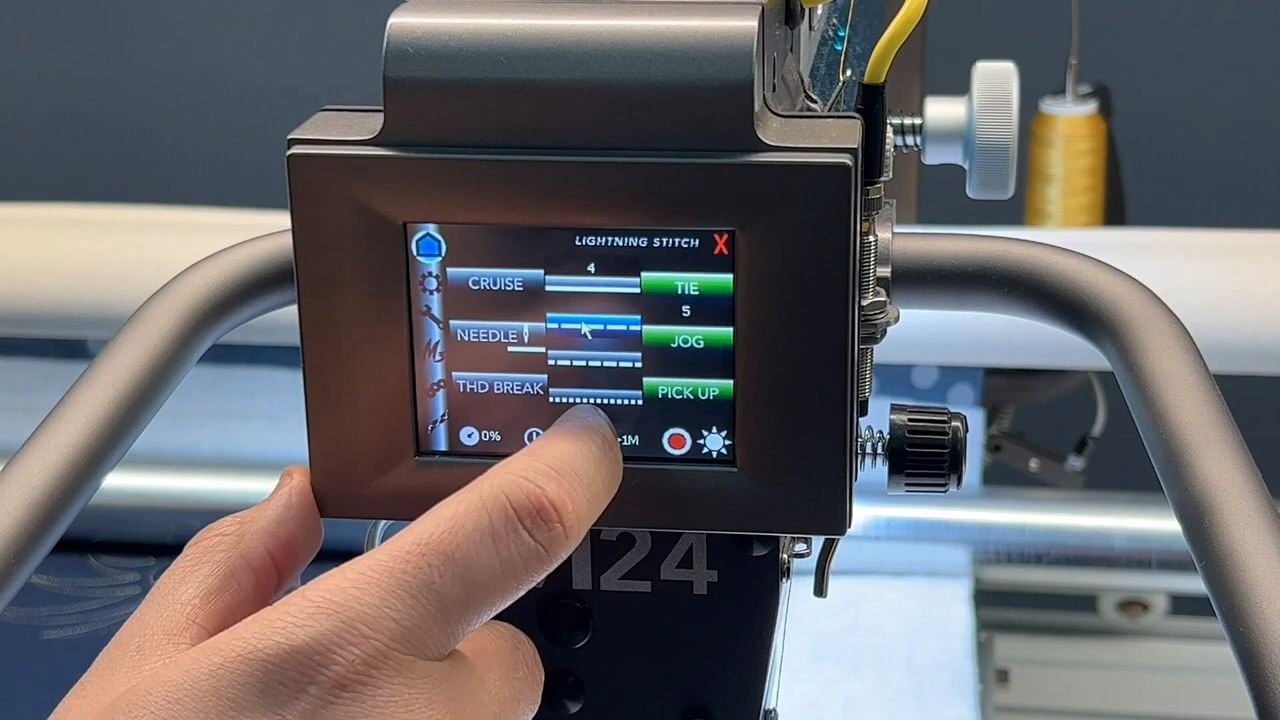 LIGHTNING STITCH X
4
CRUISE TIE
5
NEEDLE JOG
THD BREAK PICK UP
0% 1M
124